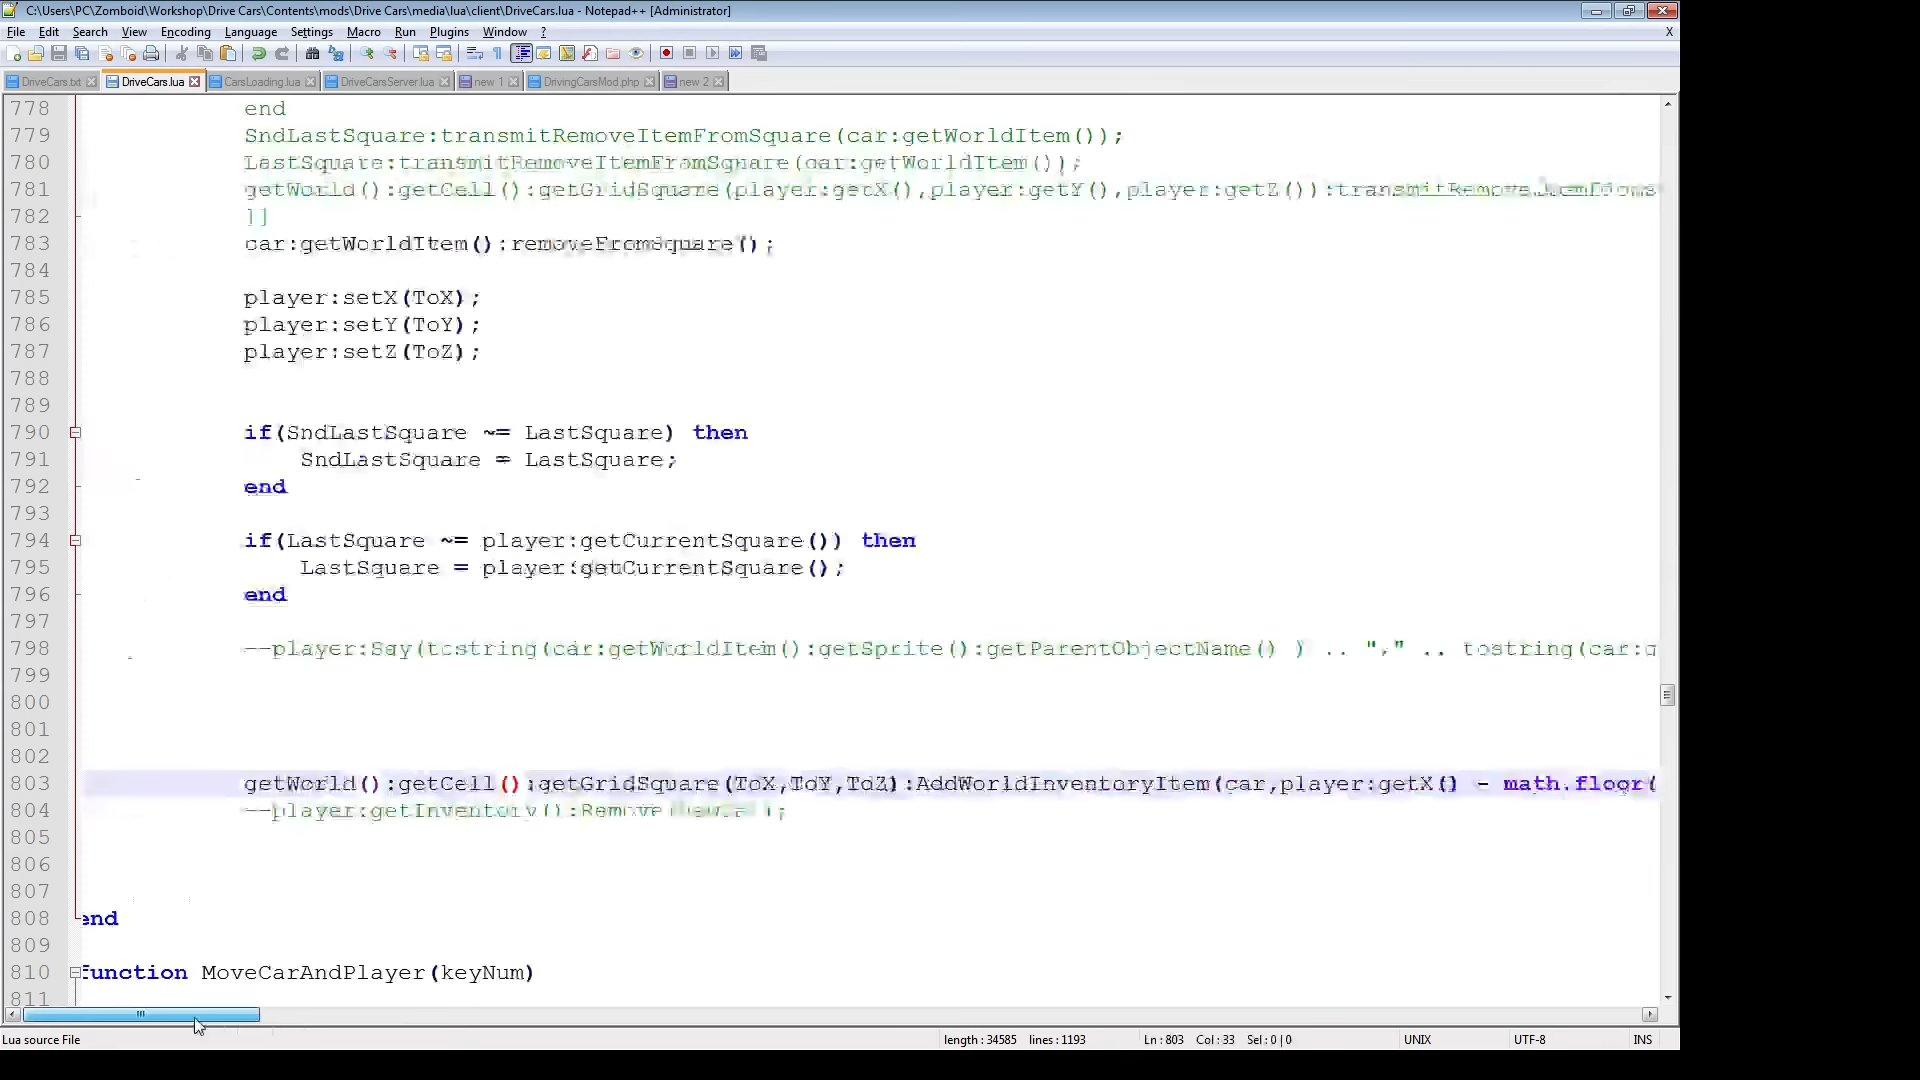 C:\Users\PC\Zomboid\Workshop\Drive Cars\Contents\mods\Drive Cars\media\lua\client\DriveCars.lua - Notepad++ [Administrator]
File Edit Search View Encoding Language Settings Macro Run Plugins Window ? X
DriveCars.txt DriveCars.lua CarsLoading.lua DriveCarsServer.lua new 1 DrivingCarsMod.php new 2
778 end
779 SndLastSquare:transmitRemoveItemFromSquare(car:getWorldItem());
780 LastSquare:transmitRemoveItemFromSquare(car:getWorldItem());
781 getWorld():getCell():getGridSquare(player:getX(),player:getY(),player:getZ()):
782 ]]
783 car:getWorldItem():removeFromSquare();
784
785 player:setX(ToX);
786 player:setY(ToY);
787 player:setZ(ToZ);
788
789
790 if(SndLastSquare ~= LastSquare) then
791 SndLastSquare = LastSquare;
792 end
793
794 if(LastSquare ~= player:getCurrentSquare()) then
795 LastSquare = player:getCurrentSquare();
796 end
797
798 --player:Say(tostring(car:getWorldItem():getSprite():getParentObjectName() ) .. "," .. tostring(car:g
799
800
801
802
803 getWorld():getCell():getGridSquare(ToX,ToY,ToZ):AddWorldInventoryItem(car,player:getX() - math.floor(
804 --player:getInventory():Remove( );
805
806
807
808 end
809
810 function MoveCarAndPlayer(keyNum)
811
Lua source File length : 34585 lines : 1193 Ln : 803 Col : 33 Sel : 0 | 0 UNIX UTF-8 INS